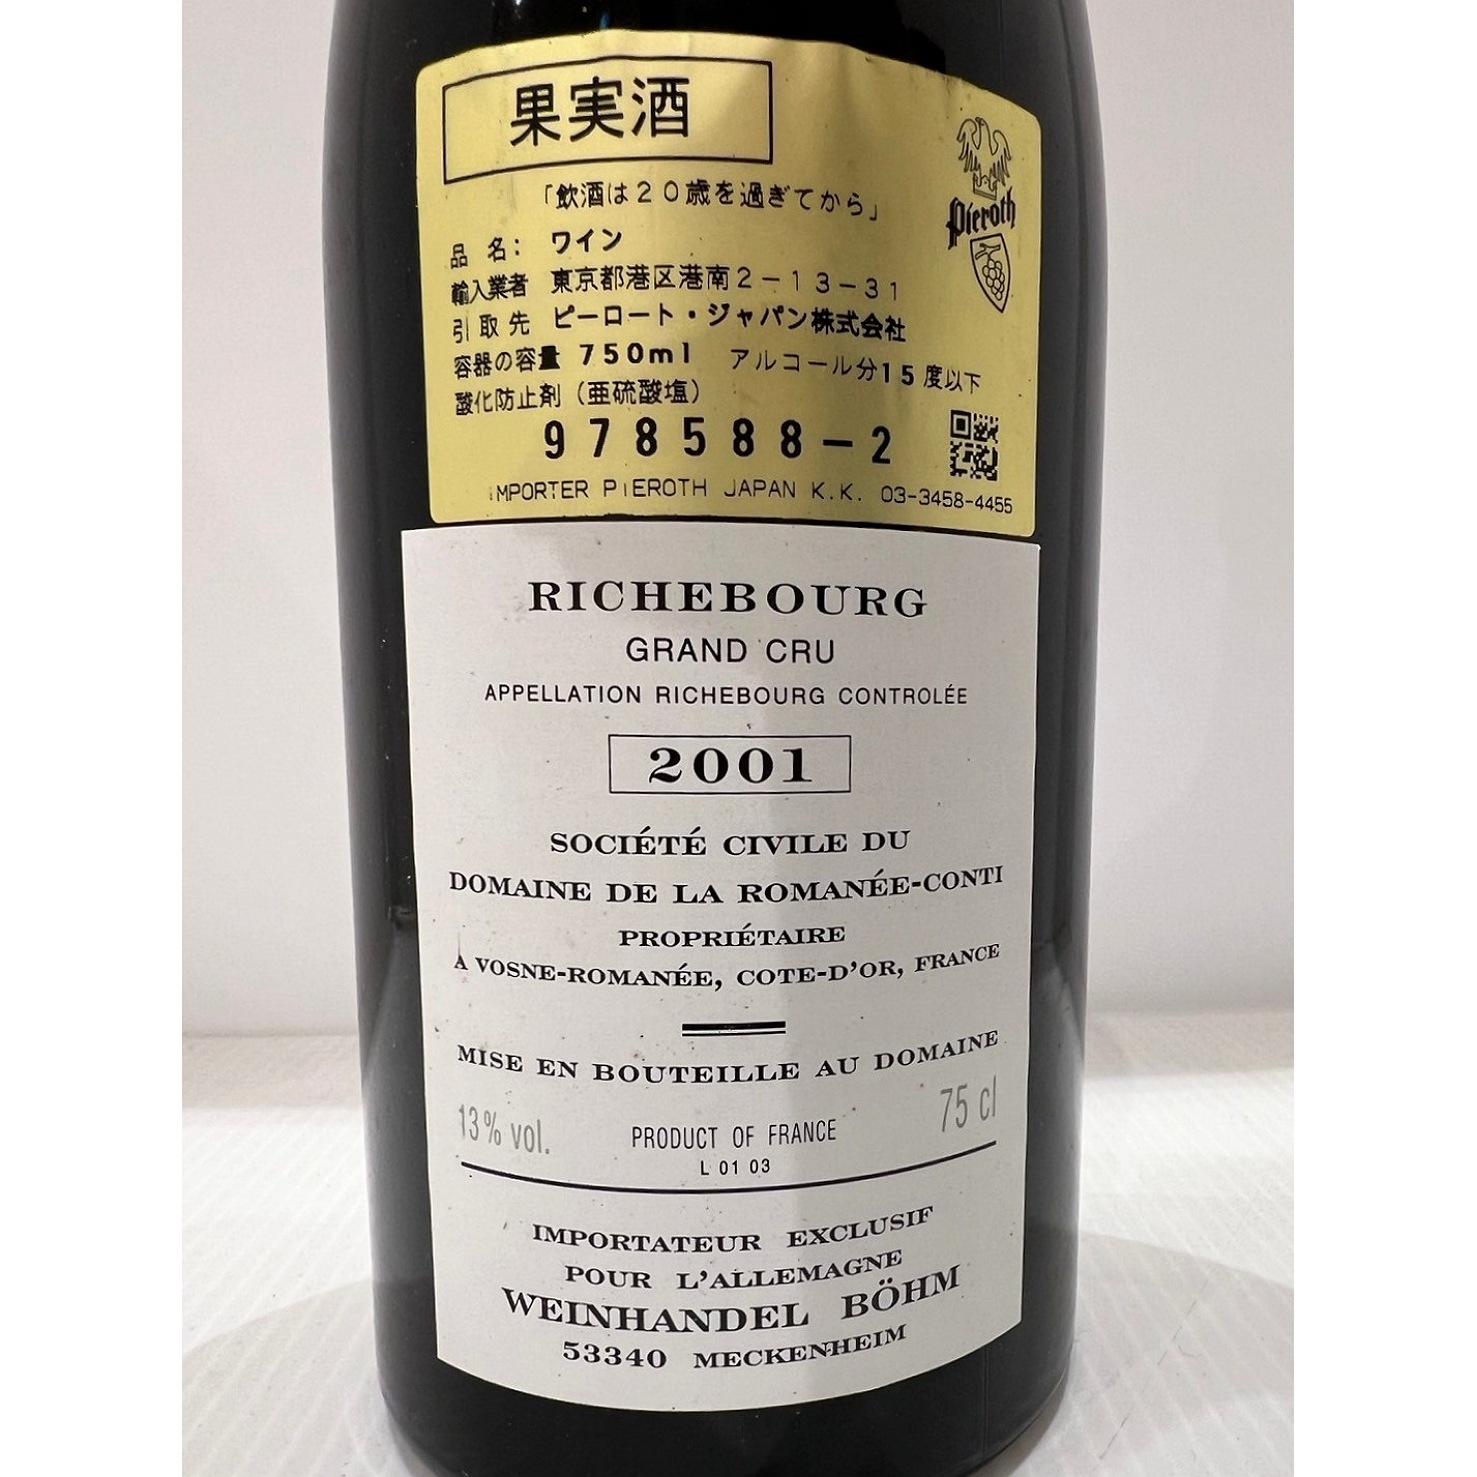 果実酒
「飲酒は20歳を過ぎてから」
Pieroth
品 名： ワイン
輸入業者 東京都港区港南2－13－31
引取先 ピーロート・ジャパン株式会社
容器の容量 750ml アルコール分15度以下
酸化防止剤（亜硫酸塩）
978588-2
IMPORTER PIEROTH JAPAN K.K. 03-3458-4455
RICHEBOURG
GRAND CRU
APPELLATION RICHEBOURG CONTROLÉE
2001
SOCIÉTÉ CIVILE DU
DOMAINE DE LA ROMANÉE-CONTI
PROPRIÉTAIRE
A VOSNE-ROMANÉE, COTE-D'OR, FRANCE
MISE EN BOUTEILLE AU DOMAINE
13% vol. PRODUCT OF FRANCE 75 cl
L 01 03
IMPORTATEUR EXCLUSIF
POUR L'ALLEMAGNE
WEINHANDEL BÖHM
53340 MECKENHEIM